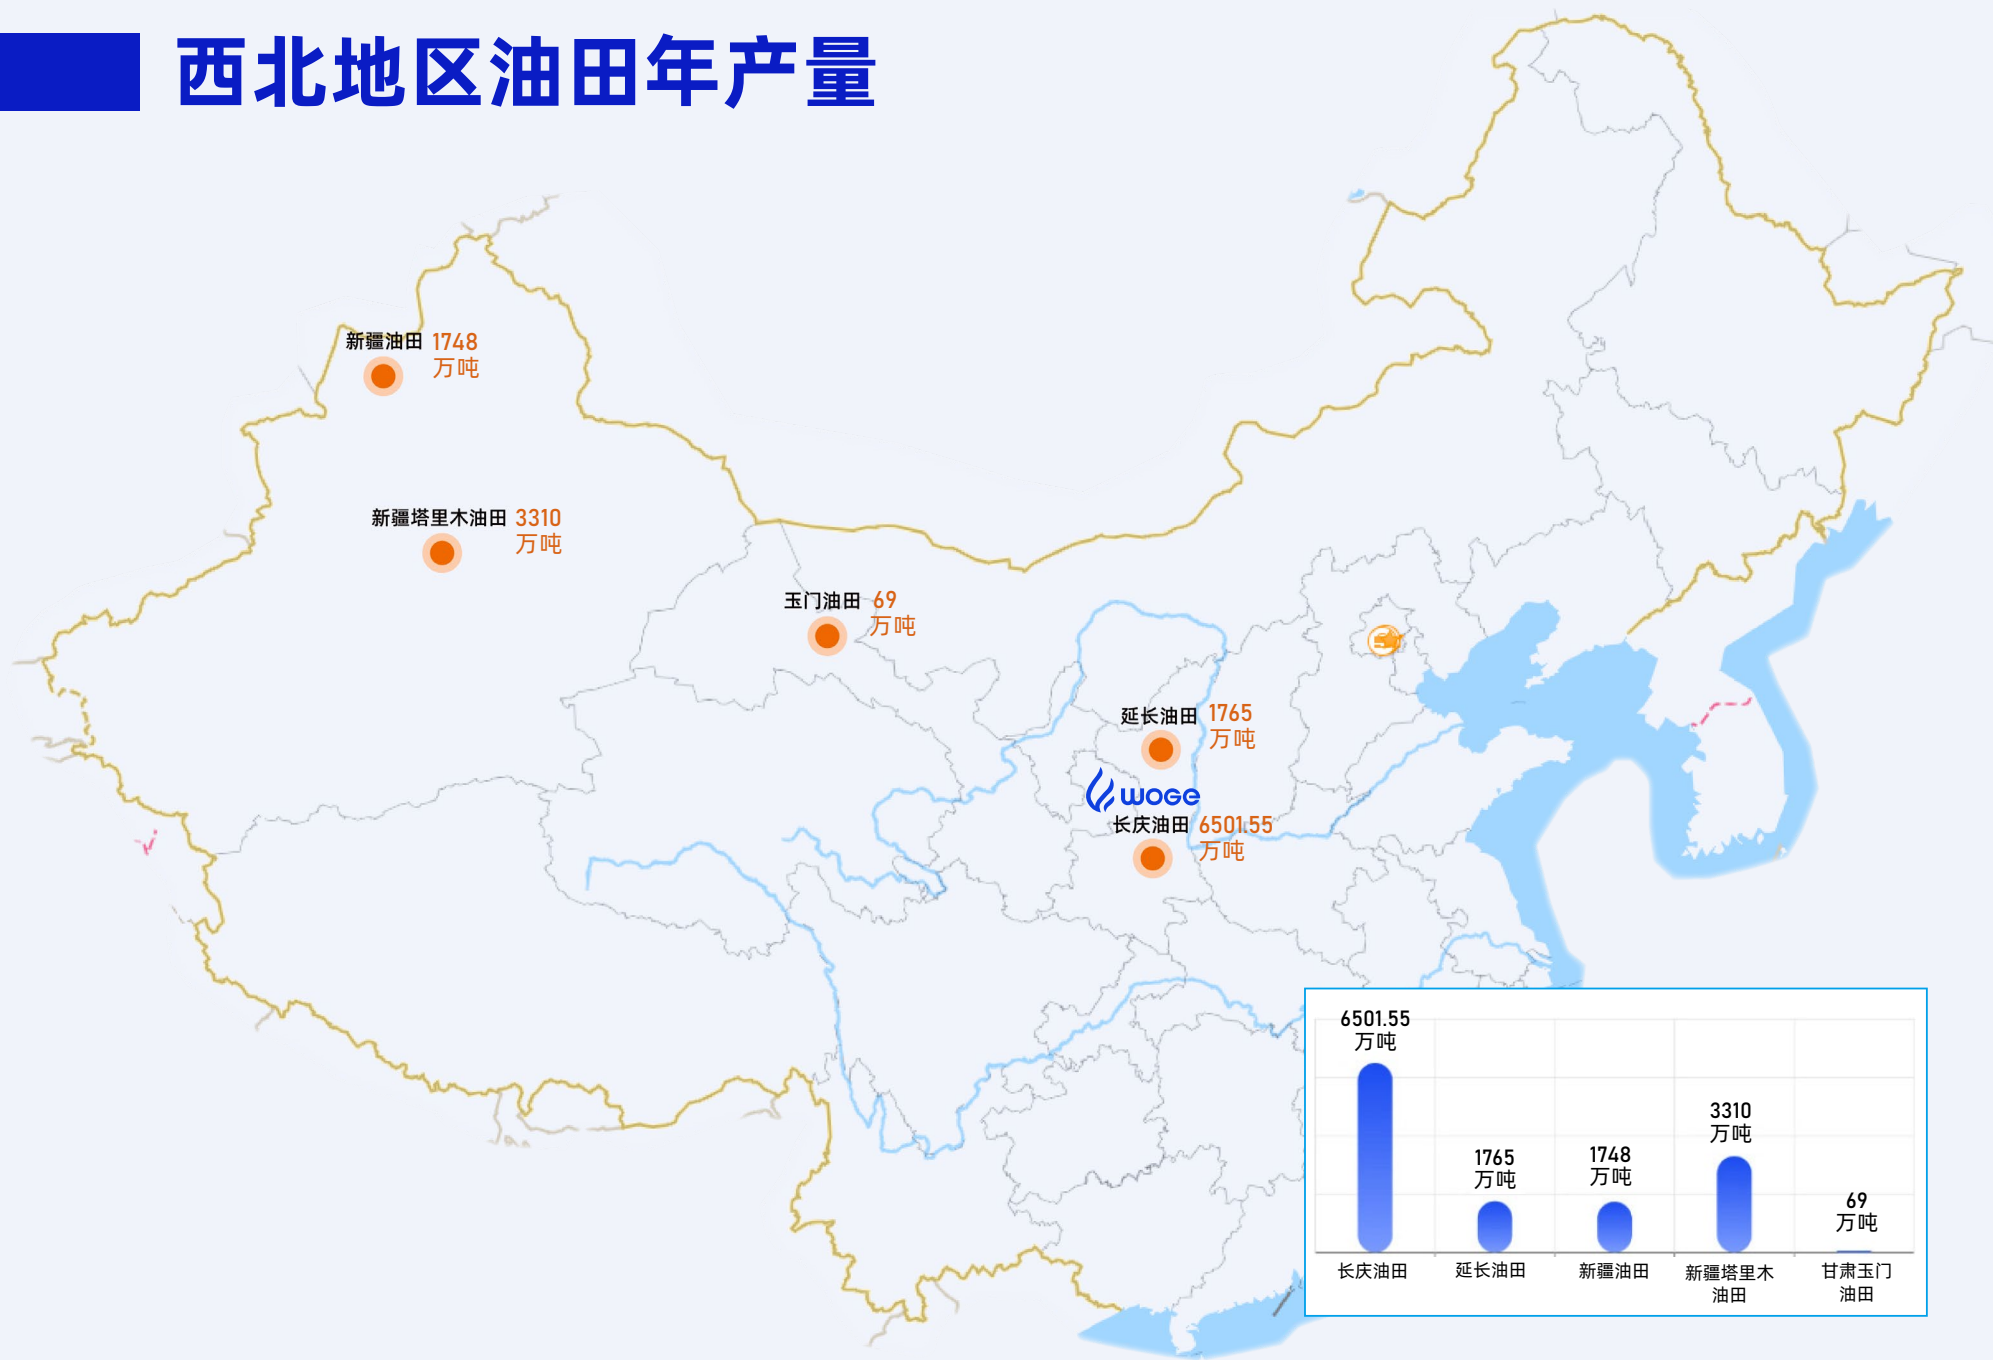 西北地区油田年产量
新疆油田
1748
万吨
新疆塔里木油田
3310
万吨
玉门油田
69
万吨
延长油田
1765
万吨
WOGE
长庆油田
6501.55
万吨
6501.55
万吨
1765
万吨
1748
万吨
3310
万吨
69
万吨
长庆油田
延长油田
新疆油田
新疆塔里木
油田
甘肃玉门
油田